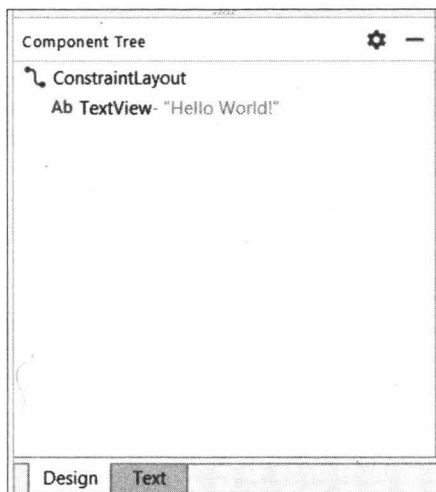 Component Tree
ConstraintLayout
Ab TextView- "Hello World!"
Design Text